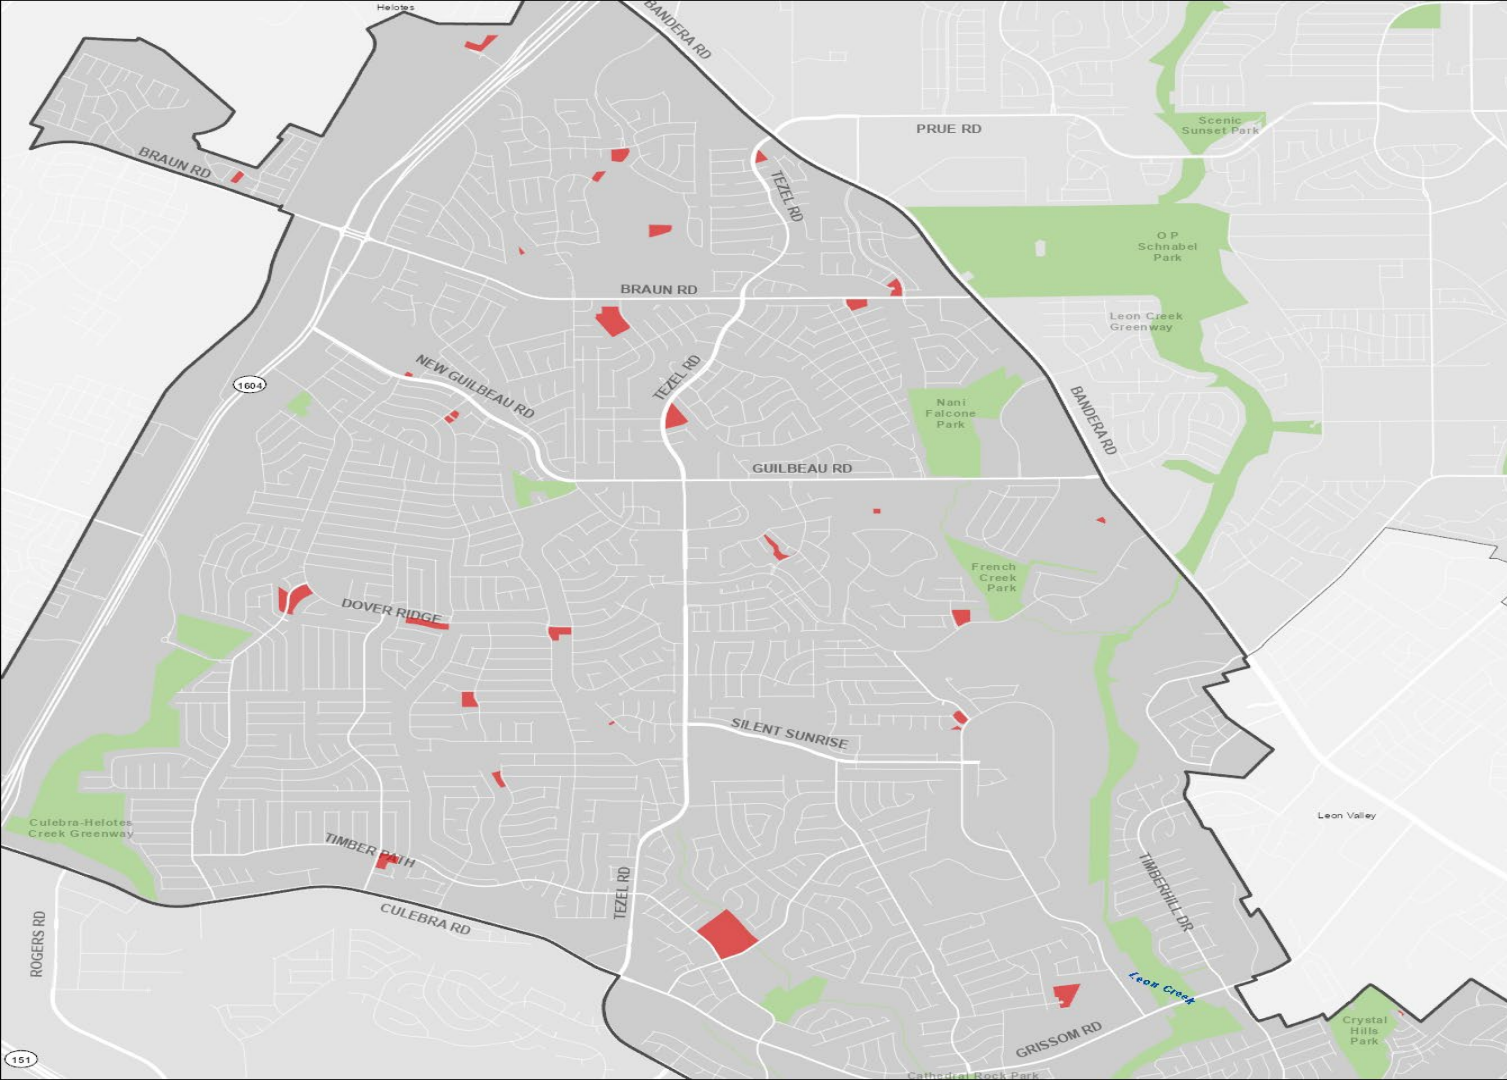 Helotes
BANDERA RD
PRUE RD
Scenic
Sunset Park
BRAUN RD
TEZEL RD
O P
Schnabel
Park
BRAUN RD
Leon Creek
Greenway
1604
NEW GUILBEAU RD
TEZEL RD
Nani
Falcone
Park
BANDERA RD
GUILBEAU RD
French
Creek
Park
DOVER RIDGE
SILENT SUNRISE
Culebra-Helotes
Creek Greenway
Leon Valley
TIMBER PATH
TIMBERHILL DR
TEZEL RD
CULEBRA RD
ROGERS RD
Leon Creek
Crystal
Hills
Park
GRISSOM RD
151
Cathedral Rock Park